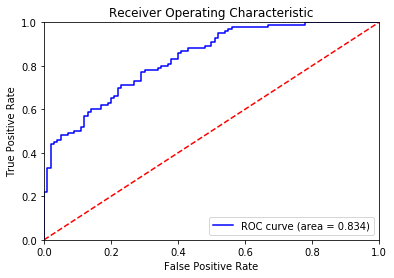 Receiver Operating Characteristic
True Positive Rate
1.0
0.8
0.6
0.4
0.2
0.0
ROC curve (area = 0.834)
0.0 0.2 0.4 0.6 0.8 1.0
False Positive Rate